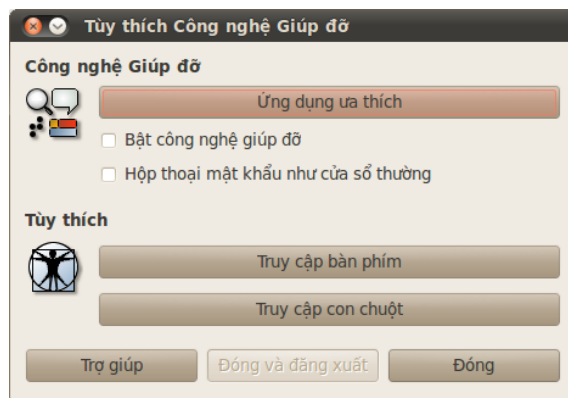 Tùy thích Công nghệ Giúp đỡ
Công nghệ Giúp đỡ
Ứng dụng ưa thích
Bật công nghệ giúp đỡ
Hộp thoại mật khẩu như cửa sổ thường
Tùy thích
Truy cập bàn phím
Truy cập con chuột
Trợ giúp Đóng và đăng xuất Đóng